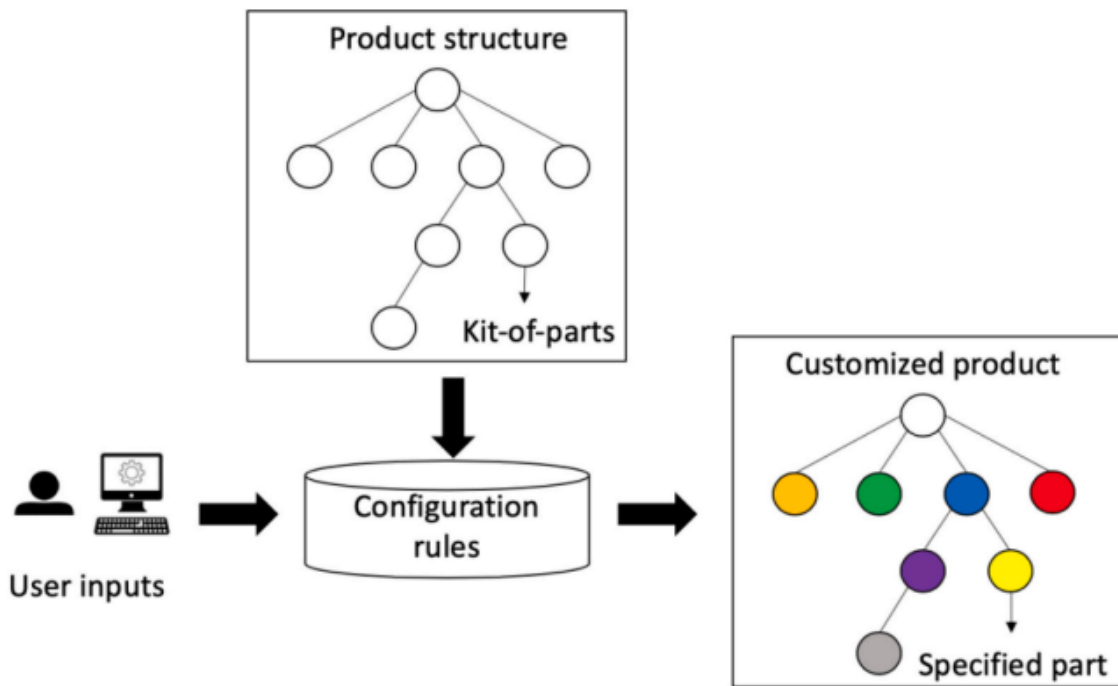 Product structure
Kit-of-parts
Customized product
Configuration
rules
User inputs
Specified part